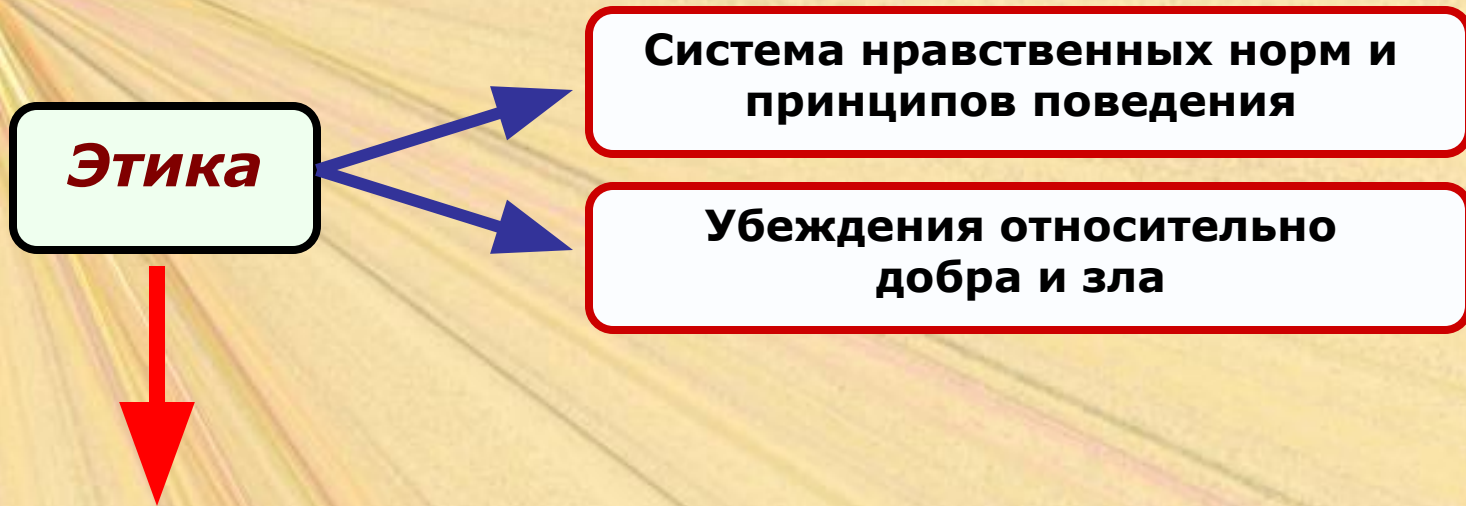 Этика
Система нравственных норм и
принципов поведения
Убеждения относительно
добра и зла